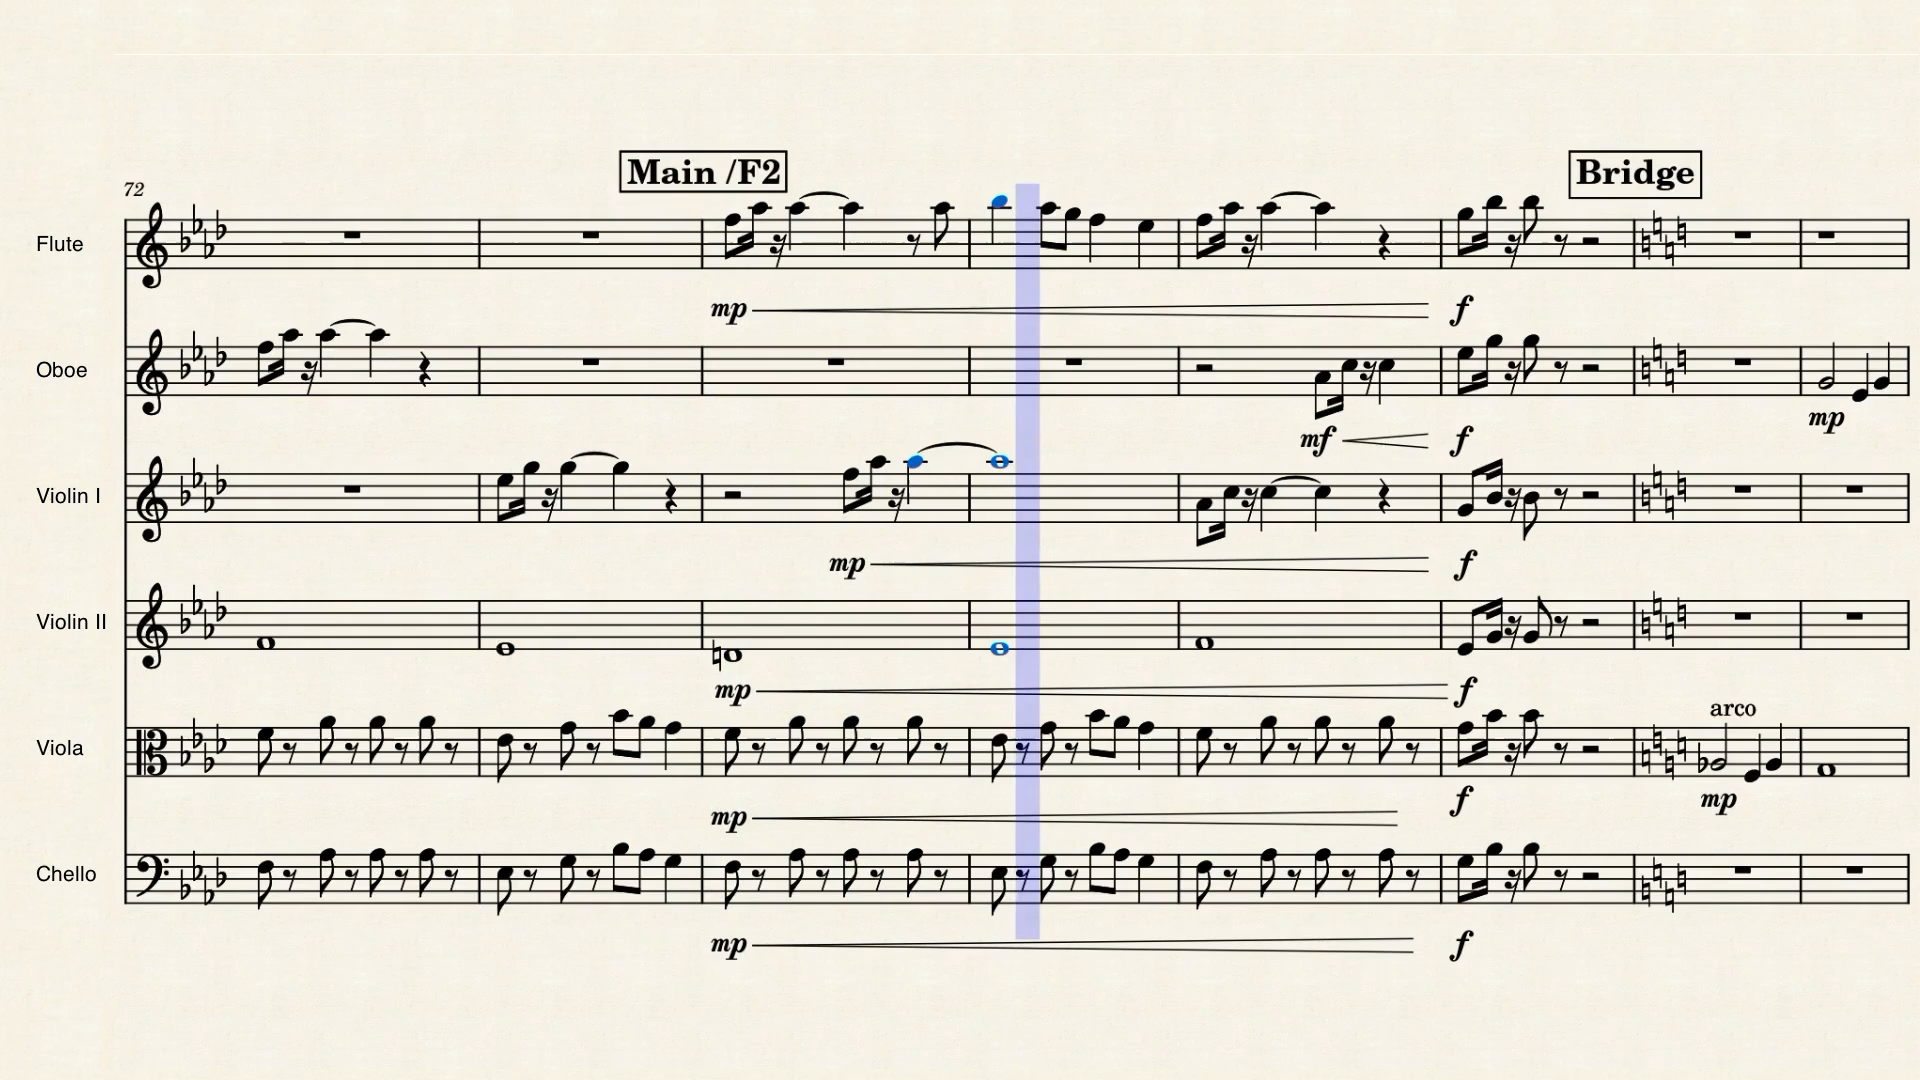 Main /F2
Bridge
72
Flute
mp
f
Oboe
mp
mf
f
Violin I
mp
f
Violin II
mp
f
arco
Viola
mp
f
mp
Chello
mp
f